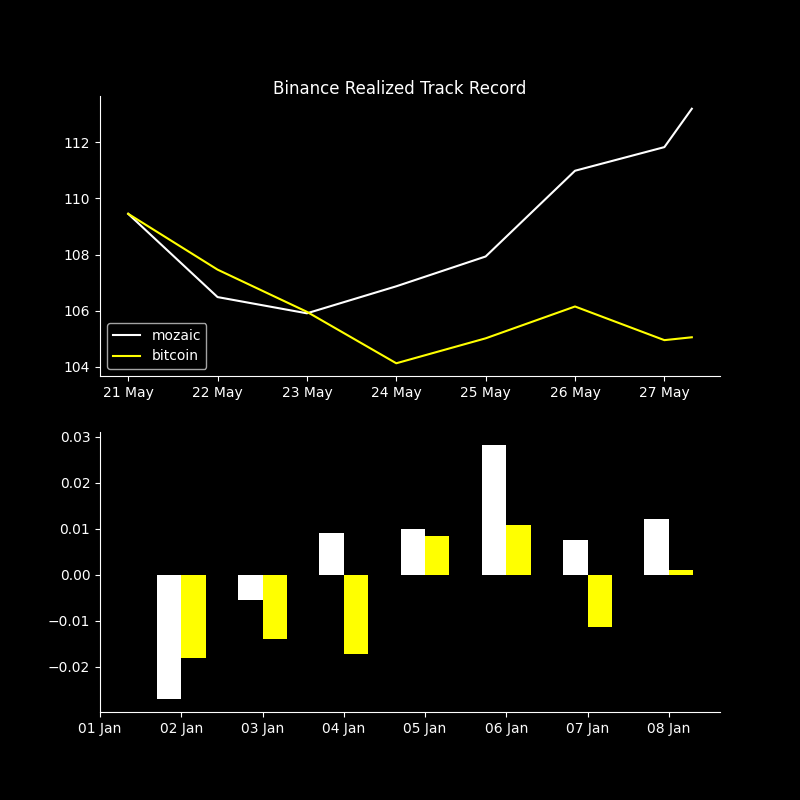 Binance Realized Track Record
112
110
108
106
104
mozaic
bitcoin
21 May 22 May 23 May 24 May 25 May 26 May 27 May
0.03
0.02
0.01
0.00
−0.01
−0.02
01 Jan 02 Jan 03 Jan 04 Jan 05 Jan 06 Jan 07 Jan 08 Jan